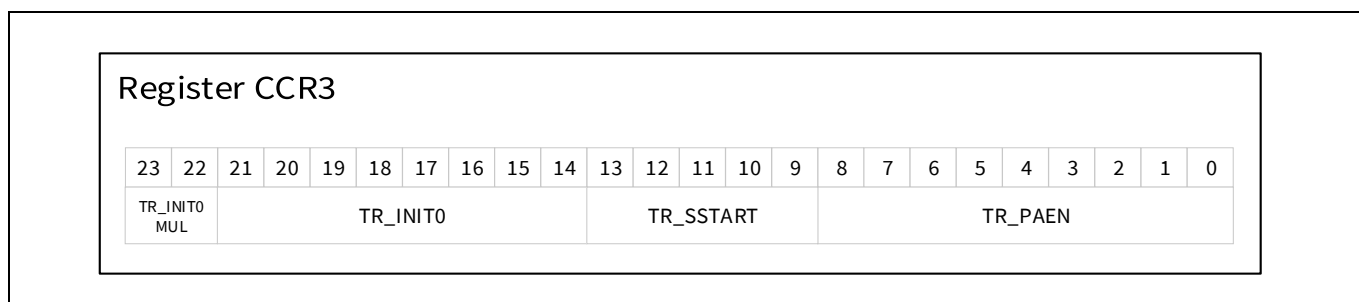 Register CCR3
23 22 21 20 19 18 17 16 15 14 13 12 11 10 9 8 7 6 5 4 3 2 1 0
TR_INIT0
MUL
TR_INIT0
TR_SSTART
TR_PAEN